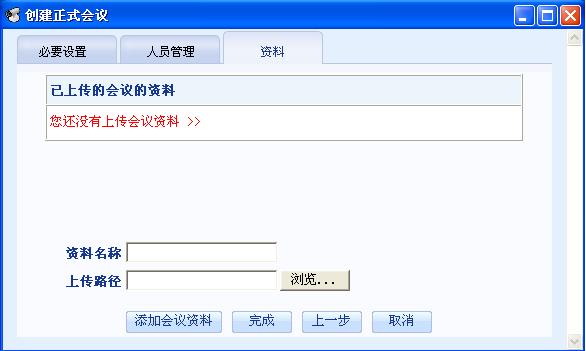 创建正式会议
必要设置 人员管理 资料
已上传的会议的资料
您还没有上传会议资料 >>
资料名称
上传路径 浏览...
添加会议资料 完成 上一步 取消